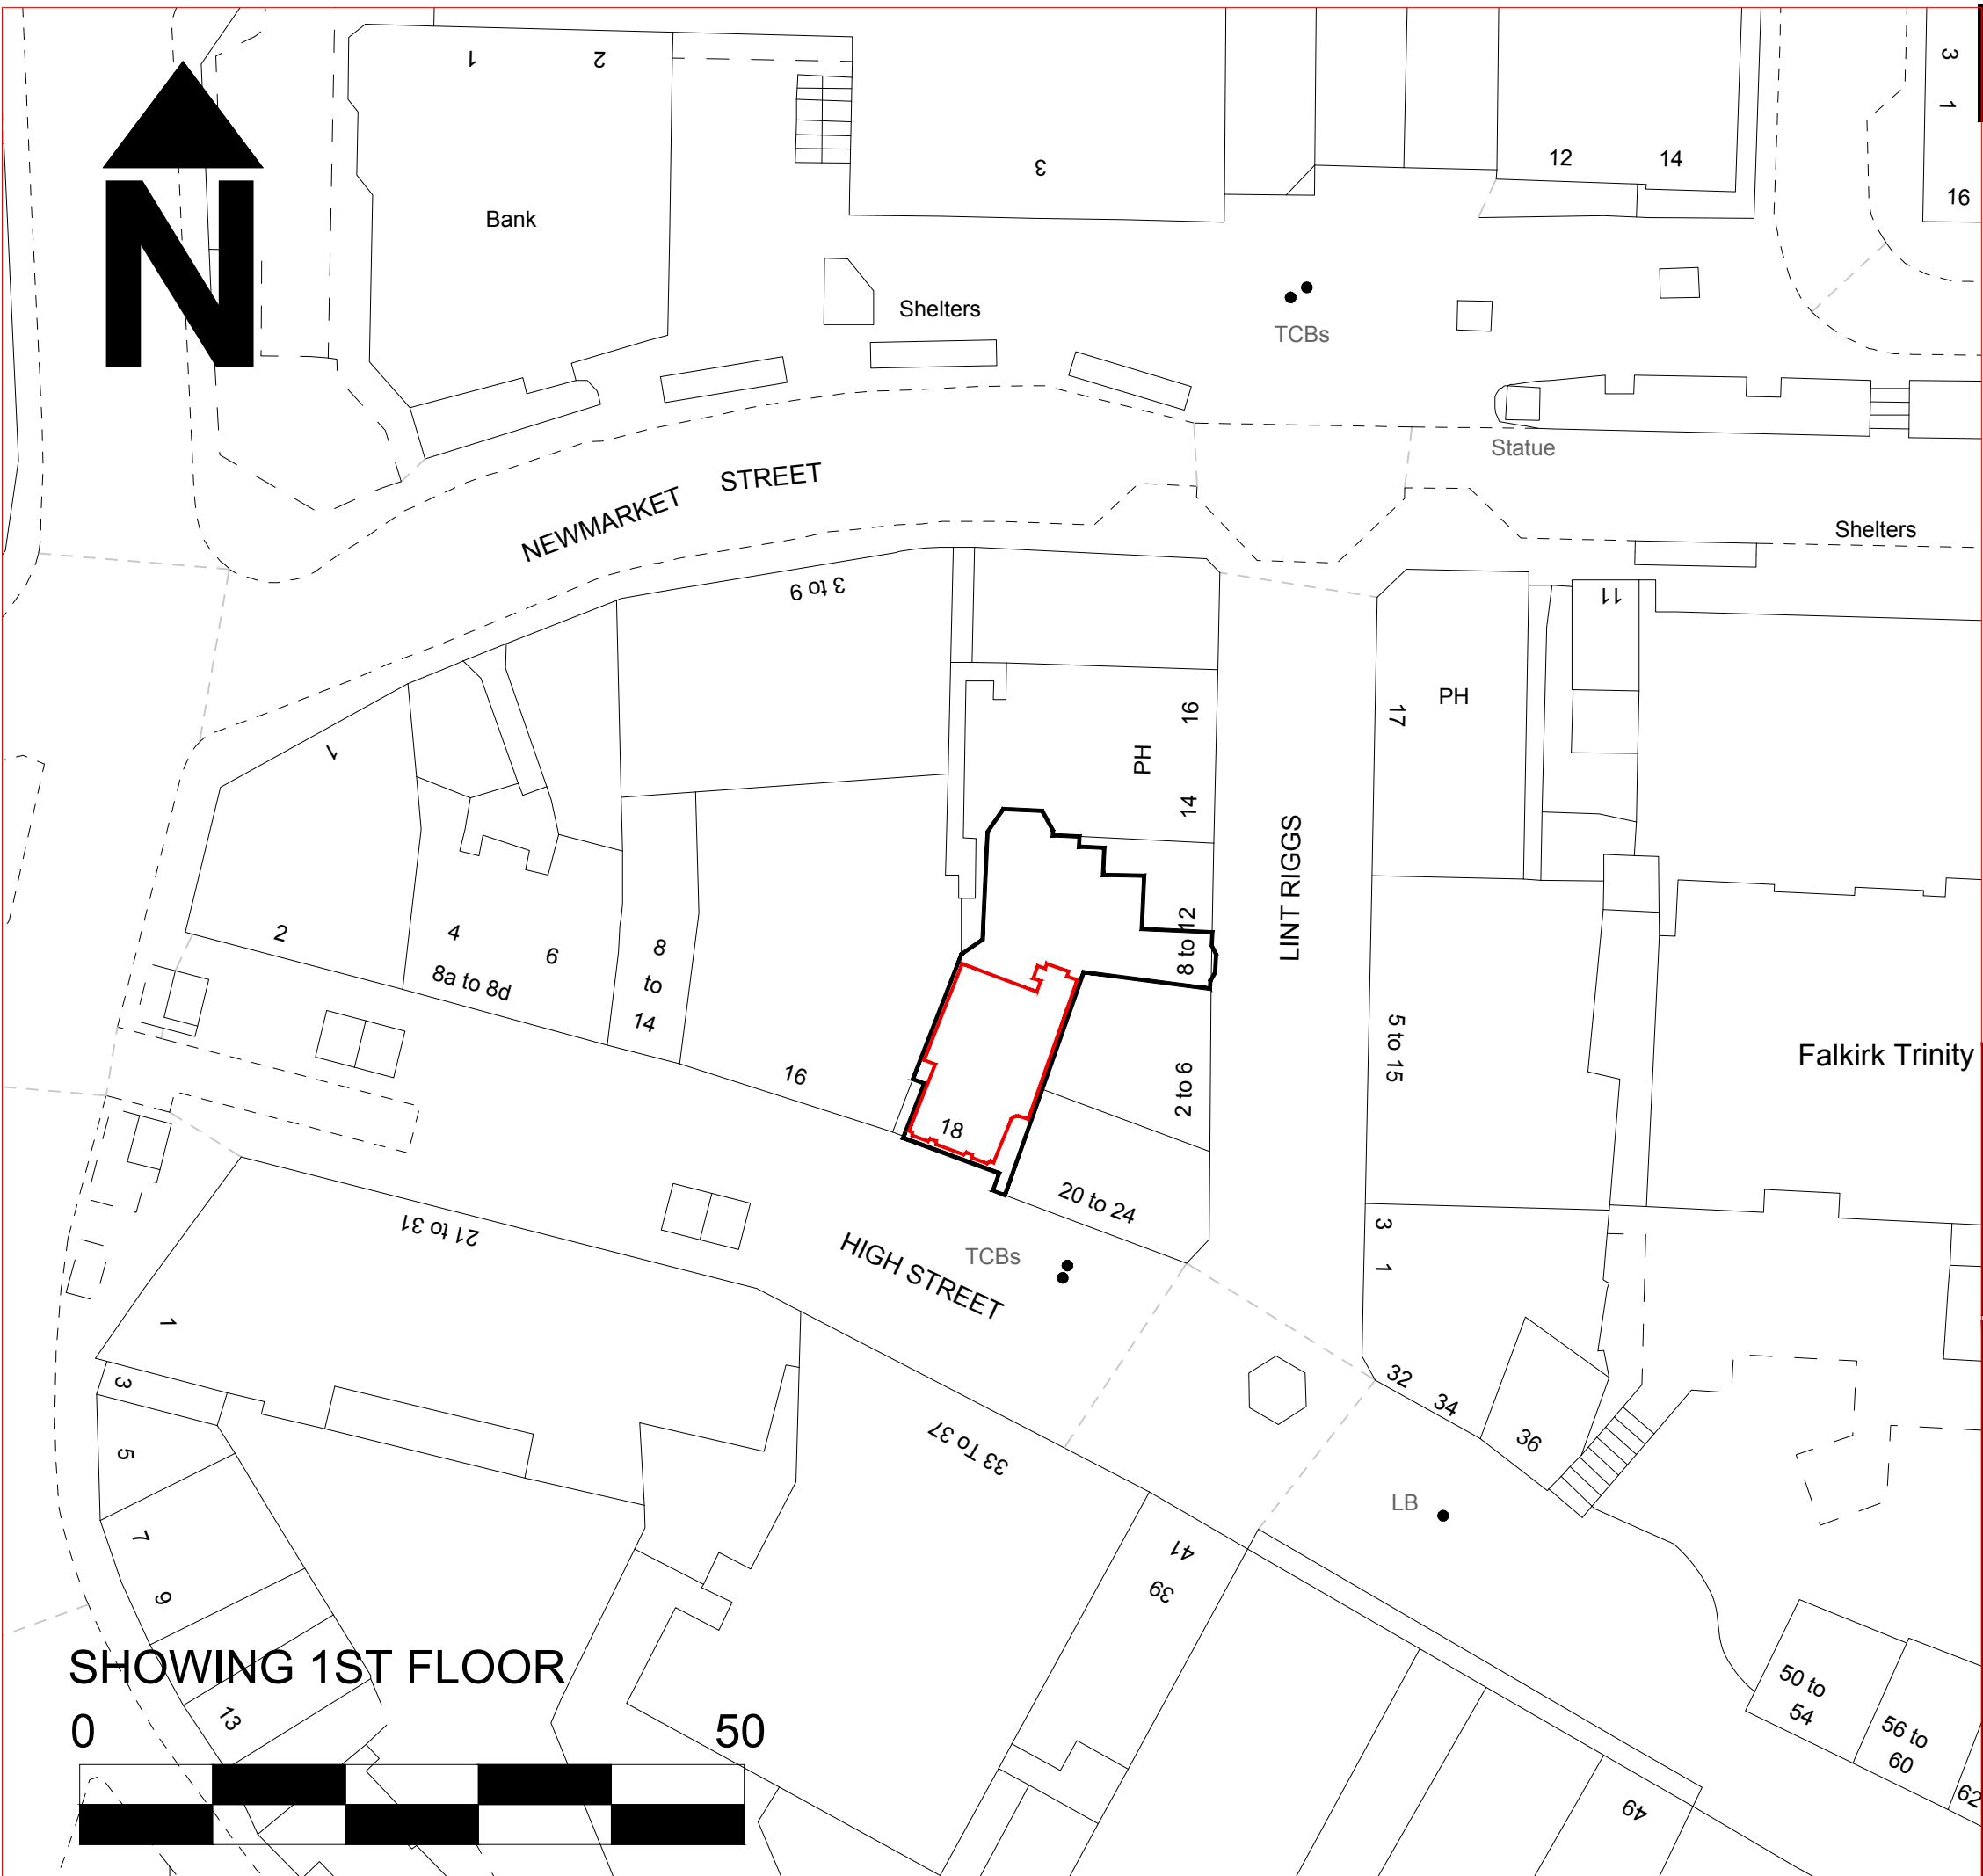 N
1
2
3
12
14
3
1
16
Bank
Shelters
TCBs
Statue
NEWMARKET STREET
Shelters
3 to 9
11
1
16
PH
14
17
PH
LINT RIGGS
2
4
6
8a to 8d
8
to
14
16
8 to 12
18
2 to 6
5 to 15
Falkirk Trinity
20 to 24
21 to 31
HIGH STREET
TCBs
3
1
1
3
5
7
9
13
32
34
36
33 To 37
LB
41
39
50 to
54
56 to
60
62
49
SHOWING 1ST FLOOR
0
50